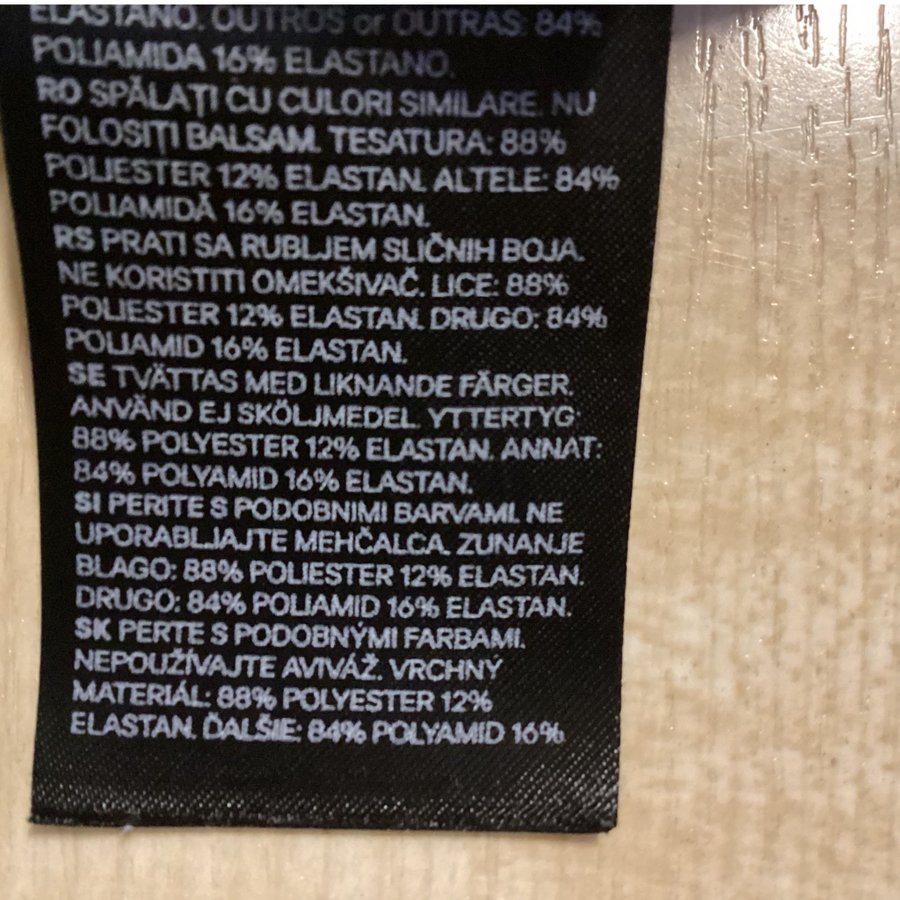 ELASTANO. OUTROS or OUTRAS: 84%
POLIAMIDA 16% ELASTANO.
RO SPĂLAȚI CU CULORI SIMILARE. NU
FOLOSIȚI BALSAM. TESATURA: 88%
POLIESTER 12% ELASTAN. ALTELE: 84%
POLIAMIDĂ 16% ELASTAN.
RS PRATI SA RUBLJEM SLIČNIH BOJA.
NE KORISTITI OMEKŠIVAČ. LICE: 88%
POLIESTER 12% ELASTAN. DRUGO: 84%
POLIAMID 16% ELASTAN.
SE TVÄTTAS MED LIKNANDE FÄRGER.
ANVÄND EJ SKÖLJMEDEL. YTTERTYG:
88% POLYESTER 12% ELASTAN. ANNAT:
84% POLYAMID 16% ELASTAN.
SI PERITE S PODOBNIMI BARVAMI. NE
UPORABLJAJTE MEHČALCA. ZUNANJE
BLAGO: 88% POLIESTER 12% ELASTAN.
DRUGO: 84% POLIAMID 16% ELASTAN.
SK PERTE S PODOBNÝMI FARBAMI.
NEPOUŽÍVAJTE AVIVÁŽ. VRCHNÝ
MATERIÁL: 88% POLYESTER 12%
ELASTAN. ĎALŠIE: 84% POLYAMID 16%